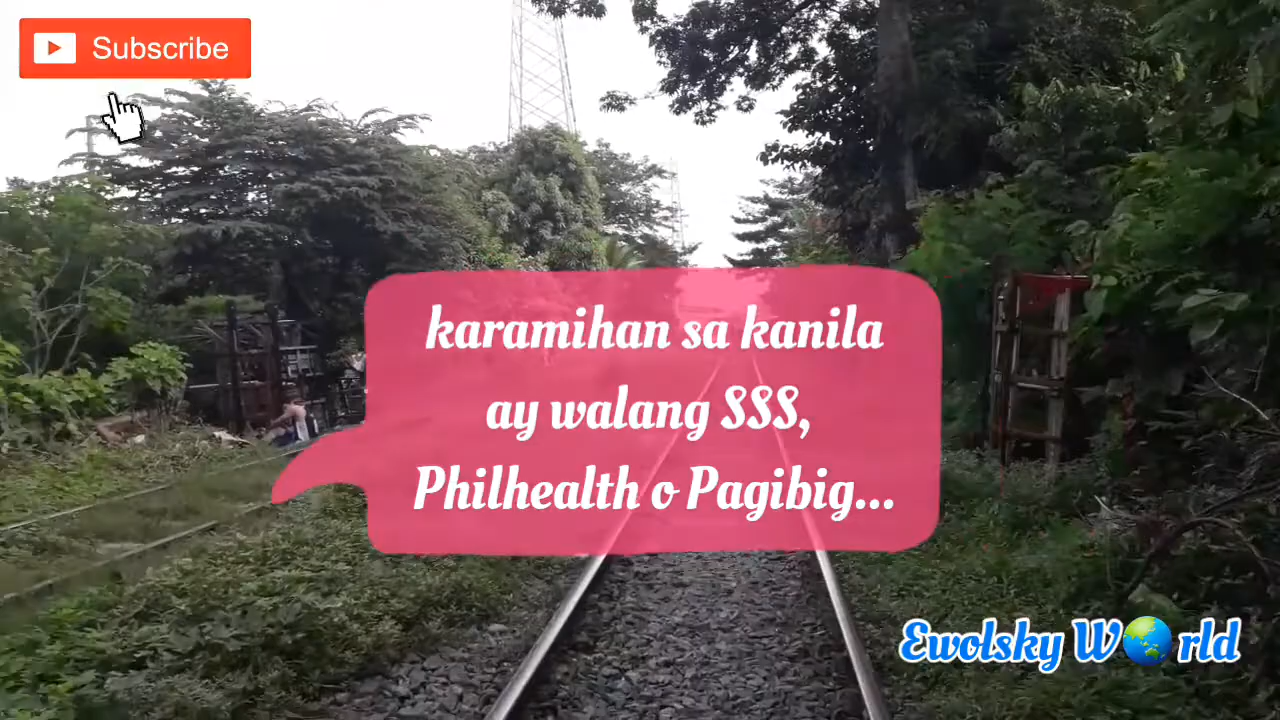 Subscribe
karamihan sa kanila
ay walang SSS,
Philhealth o Pagibig...
Ewolsky W🌏rld